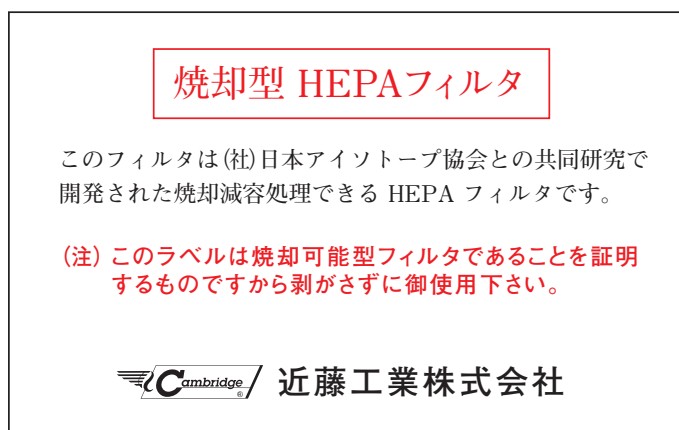 焼却型 HEPAフィルタ
このフィルタは(社)日本アイソトープ協会との共同研究で
開発された焼却減容処理できる HEPA フィルタです。
(注) このラベルは焼却可能型フィルタであることを証明
するものですから剥がさずに御使用下さい。
Cambridge® 近藤工業株式会社